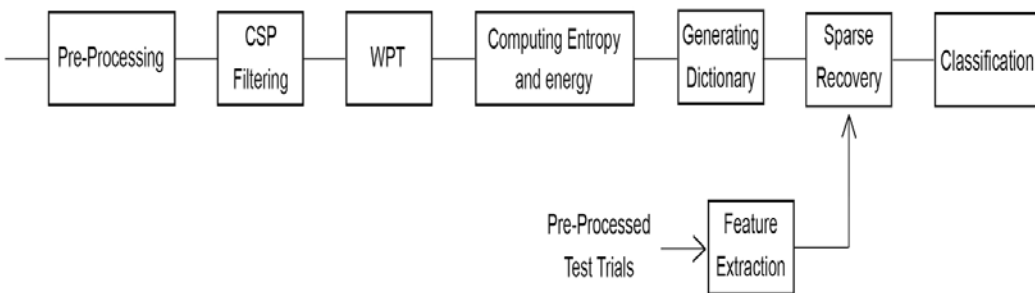 Pre-Processing
CSP
Filtering
WPT
Computing Entropy
and energy
Generating
Dictionary
Sparse
Recovery
Classification
Pre-Processed
Test Trials
Feature
Extraction